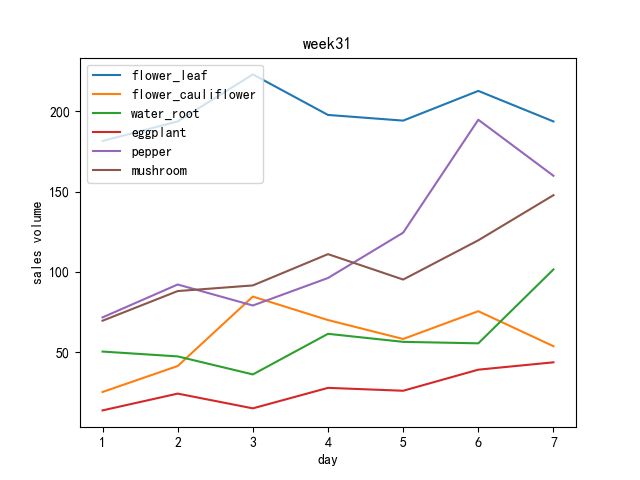 week31
flower_leaf
flower_cauliflower
water_root
eggplant
pepper
mushroom
sales volume
200
150
100
50
1 2 3 4 5 6 7
day